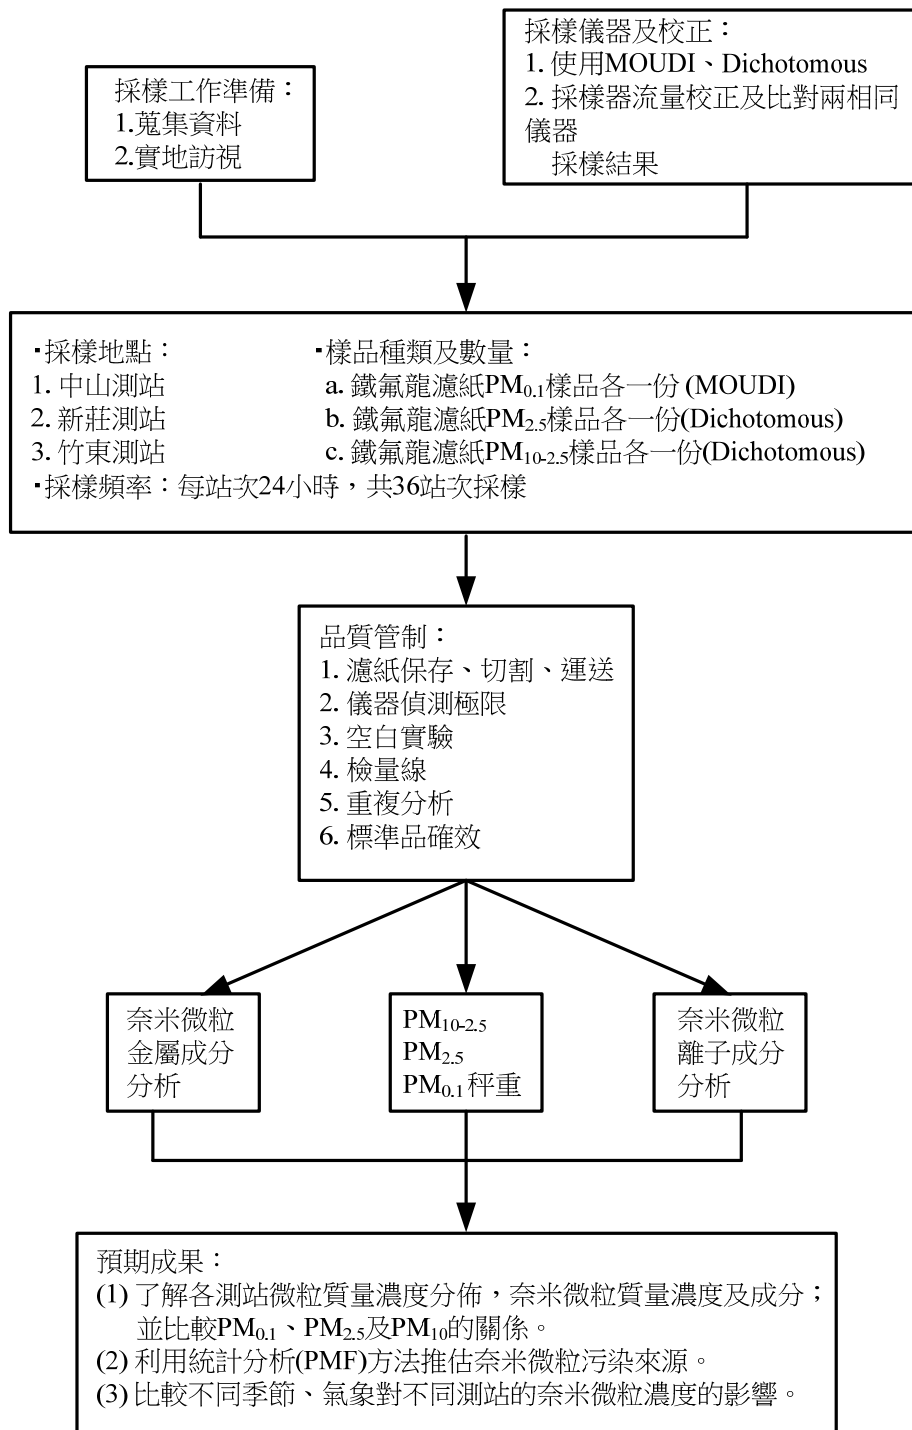 採樣工作準備：
1.蒐集資料
2.實地訪視
採樣儀器及校正：
1. 使用MOUDI、Dichotomous
2. 採樣器流量校正及比對兩相同
儀器
採樣結果
▪採樣地點：
1. 中山測站
2. 新莊測站
3. 竹東測站
▪採樣頻率：每站次24小時，共36站次採樣
▪樣品種類及數量：
a. 鐵氟龍濾紙PM0.1樣品各一份 (MOUDI)
b. 鐵氟龍濾紙PM2.5樣品各一份(Dichotomous)
c. 鐵氟龍濾紙PM10-2.5樣品各一份(Dichotomous)
品質管制：
1. 濾紙保存、切割、運送
2. 儀器偵測極限
3. 空白實驗
4. 檢量線
5. 重複分析
6. 標準品確效
奈米微粒
金屬成分
分析
PM10-2.5
PM2.5
PM0.1 秤重
奈米微粒
離子成分
分析
預期成果：
(1) 了解各測站微粒質量濃度分佈，奈米微粒質量濃度及成分；
並比較PM0.1、PM2.5及PM10的關係。
(2) 利用統計分析(PMF)方法推估奈米微粒污染來源。
(3) 比較不同季節、氣象對不同測站的奈米微粒濃度的影響。